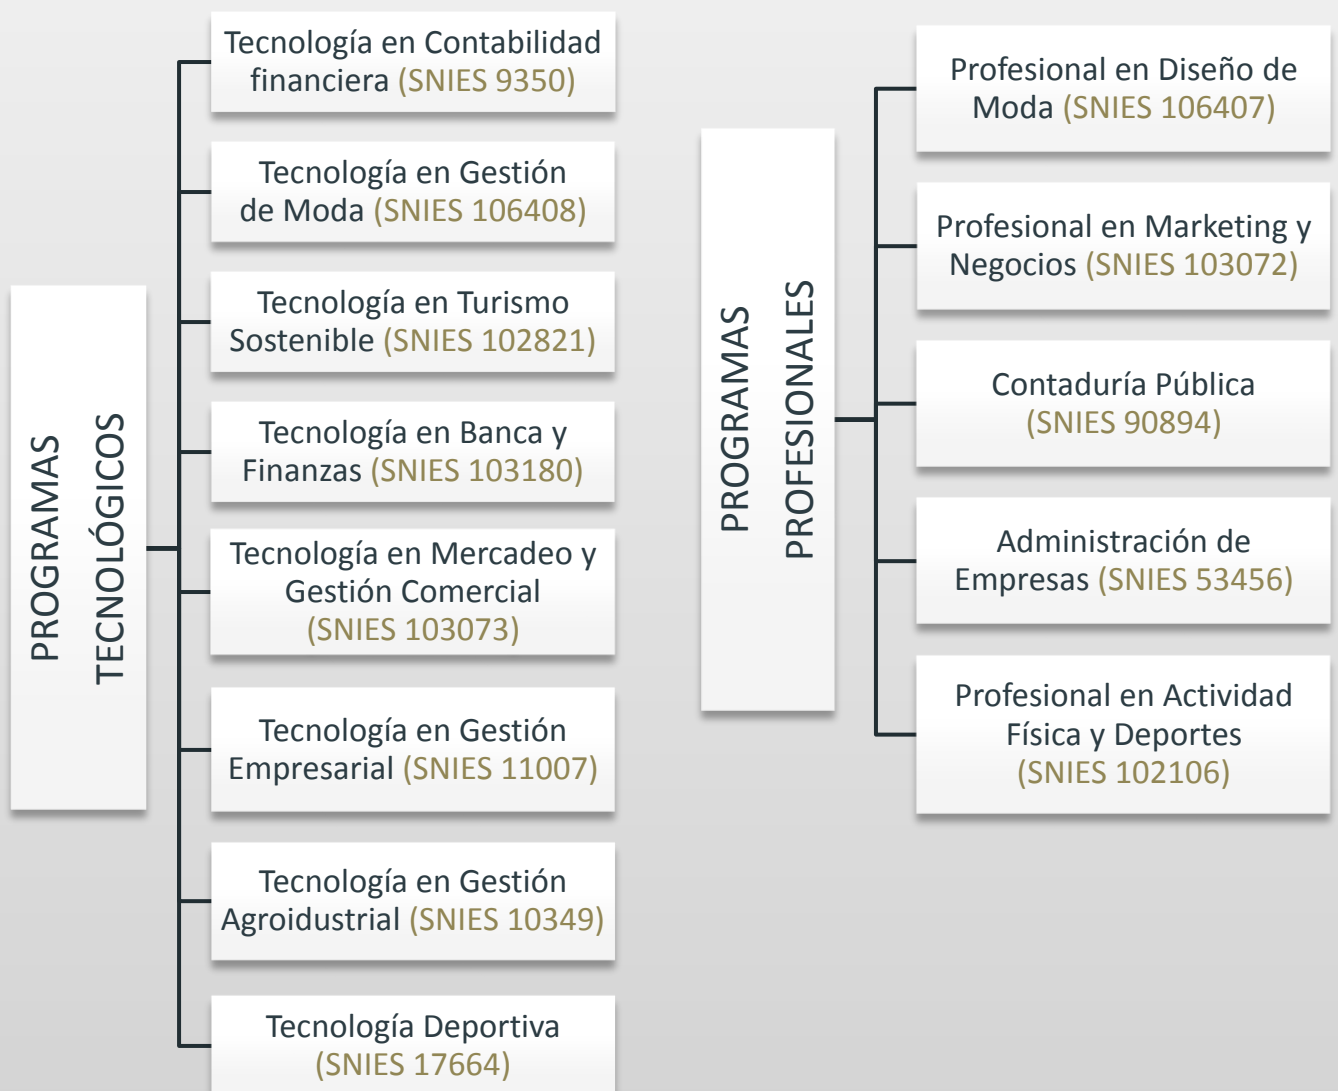 PROGRAMAS
TECNOLÓGICOS
Tecnología en Contabilidad
financiera (SNIES 9350)
Tecnología en Gestión
de Moda (SNIES 106408)
Tecnología en Turismo
Sostenible (SNIES 102821)
Tecnología en Banca y
Finanzas (SNIES 103180)
Tecnología en Mercadeo y
Gestión Comercial
(SNIES 103073)
Tecnología en Gestión
Empresarial (SNIES 11007)
Tecnología en Gestión
Agroidustrial (SNIES 10349)
Tecnología Deportiva
(SNIES 17664)
PROGRAMAS
PROFESIONALES
Profesional en Diseño de
Moda (SNIES 106407)
Profesional en Marketing y
Negocios (SNIES 103072)
Contaduría Pública
(SNIES 90894)
Administración de
Empresas (SNIES 53456)
Profesional en Actividad
Física y Deportes
(SNIES 102106)